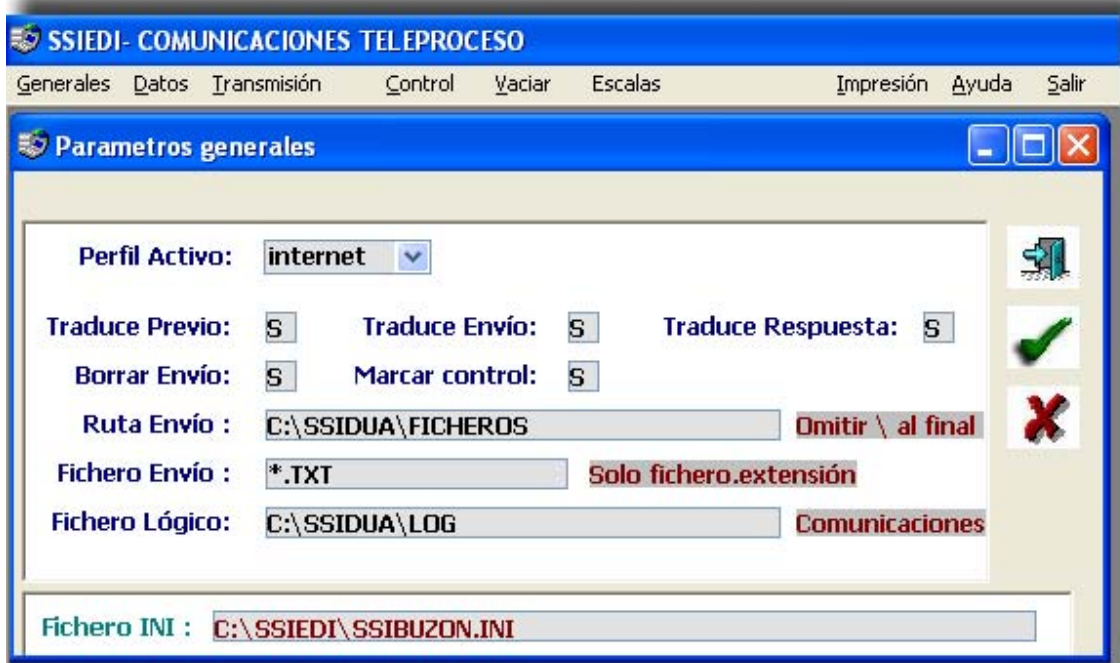 SSIEDI- COMUNICACIONES TELEPROCESO
Generales Datos Transmisión Control Vaciar Escalas Impresión Ayuda Salir
Parametros generales
Perfil Activo: internet
Traduce Previo: S Traduce Envío: S Traduce Respuesta: S
Borrar Envío: S Marcar control: S
Ruta Envío : C:\SSIDUA\FICHEROS Omitir \ al final
Fichero Envío : *.TXT Solo fichero.extensión
Fichero Lógico: C:\SSIDUA\LOG Comunicaciones
Fichero INI : C:\SSIEDI\SSIBUZON.INI